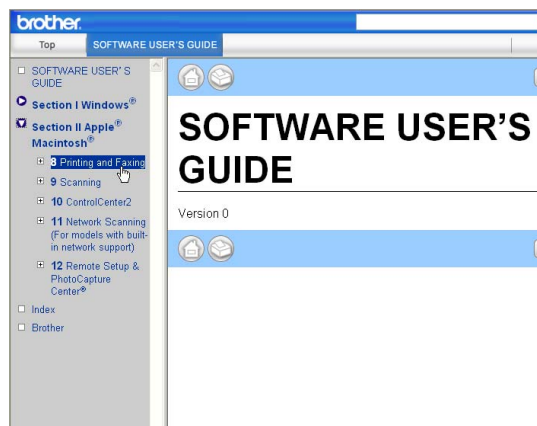 brother.
Top SOFTWARE USER'S GUIDE
SOFTWARE USER'S
GUIDE
Section I Windows®
Section II Apple®
Macintosh®
8 Printing and Faxing
9 Scanning
10 ControlCenter2
11 Network Scanning
(For models with built-
in network support)
12 Remote Setup &
PhotoCapture
Center®
Index
Brother
SOFTWARE USER'S
GUIDE
Version 0